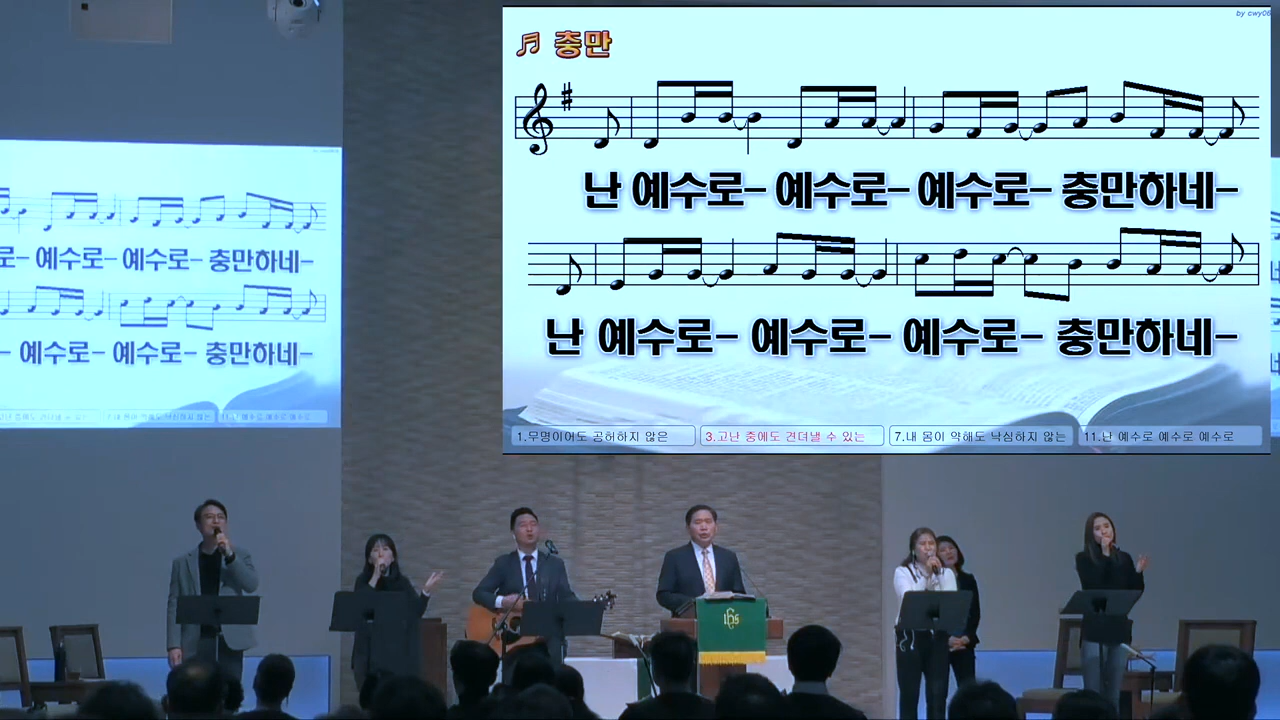 by cwy06
충만
난 예수로- 예수로- 예수로- 충만하네-
난 예수로- 예수로- 예수로- 충만하네-
1.무명이어도 공허하지 않은
3.고난 중에도 견뎌낼 수 있는
7.내 몸이 약해도 낙심하지 않는
11.난 예수로 예수로 예수로
로- 예수로- 예수로- 충만하네-
- 예수로- 예수로- 충만하네-
IHS